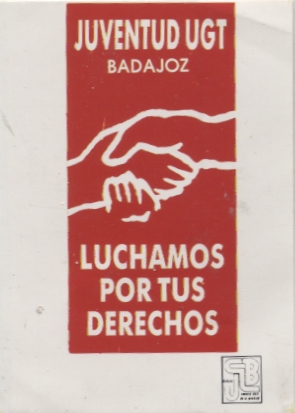 JUVENTUD UGT
BADAJOZ
LUCHAMOS
POR TUS
DERECHOS